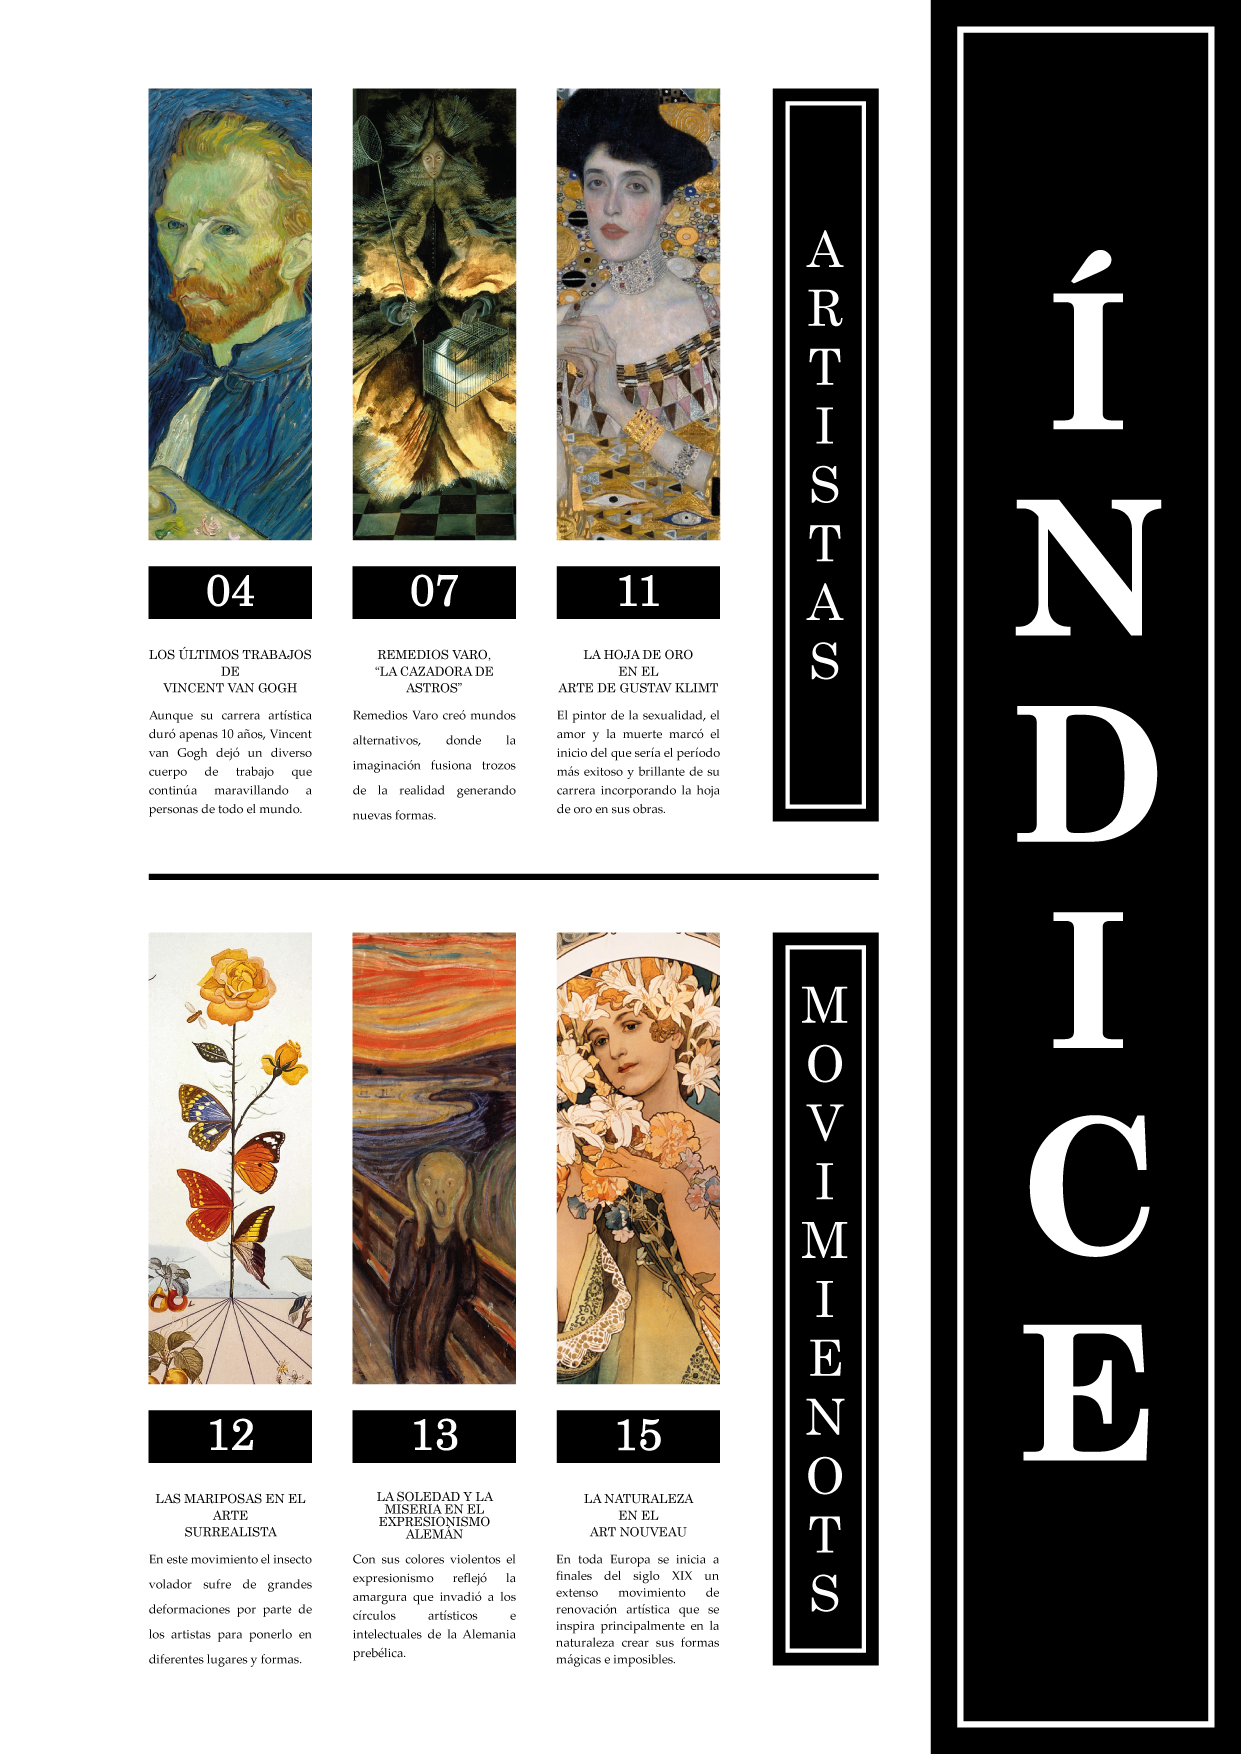 ÍNDICE
ARTISTAS
04
LOS ÚLTIMOS TRABAJOS
DE
VINCENT VAN GOGH
Aunque su carrera artística
duró apenas 10 años, Vincent
van Gogh dejó un diverso
cuerpo de trabajo que
continúa maravillando a
personas de todo el mundo.
07
REMEDIOS VARO,
“LA CAZADORA DE
ASTROS”
Remedios Varo creó mundos
alternativos, donde la
imaginación fusiona trozos
de la realidad generando
nuevas formas.
11
LA HOJA DE ORO
EN EL
ARTE DE GUSTAV KLIMT
El pintor de la sexualidad, el
amor y la muerte marcó el
inicio del que sería el período
más exitoso y brillante de su
carrera incorporando la hoja
de oro en sus obras.
MOVIMIENOTS
12
LAS MARIPOSAS EN EL
ARTE
SURREALISTA
En este movimiento el insecto
volador sufre de grandes
deformaciones por parte de
los artistas para ponerlo en
diferentes lugares y formas.
13
LA SOLEDAD Y LA
MISERIA EN EL
EXPRESIONISMO
ALEMÁN
Con sus colores violentos el
expresionismo reflejó la
amargura que invadió a los
círculos artísticos e
intelectuales de la Alemania
prebélica.
15
LA NATURALEZA
EN EL
ART NOUVEAU
En toda Europa se inicia a
finales del siglo XIX un
extenso movimiento de
renovación artística que se
inspira principalmente en la
naturaleza crear sus formas
mágicas e imposibles.